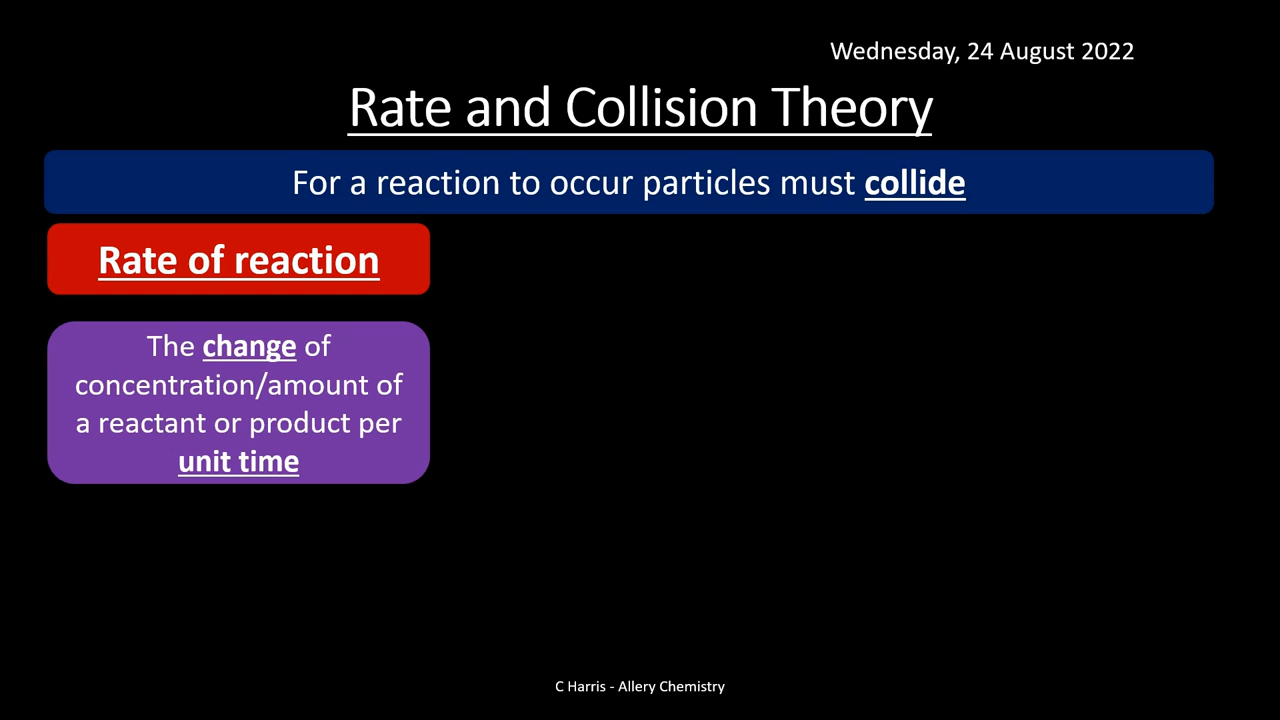 Wednesday, 24 August 2022
Rate and Collision Theory
For a reaction to occur particles must collide
Rate of reaction
The change of
concentration/amount of
a reactant or product per
unit time
C Harris - Allery Chemistry